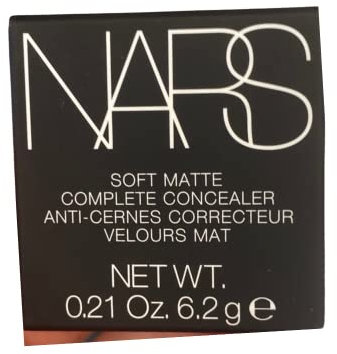 NARS
SOFT MATTE
COMPLETE CONCEALER
ANTI-CERNES CORRECTEUR
VELOURS MAT
NET WT.
0.21 Oz. 6.2 g ℮